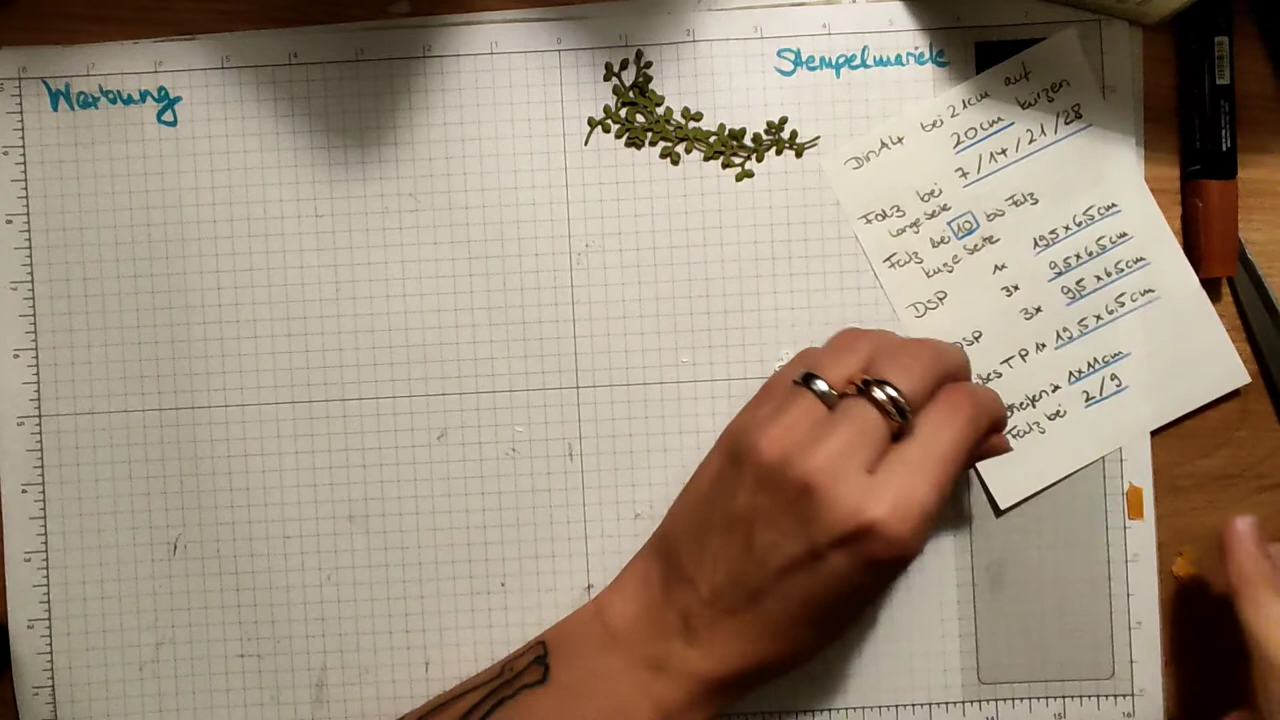 Werbung
Stempelmariele
Din A4 bei 21cm auf
20cm kürzen
Falz bei 7/14/21/28
lange Seite
Falz bei 10 bis Falz
kurze Seite
DSP 1x 19,5x6,5cm
3x 9,5x6,5cm
DSP 3x 9,5x6,5cm
TP 1x 19,5x6,5cm
1x11cm
Falz bei 2/9